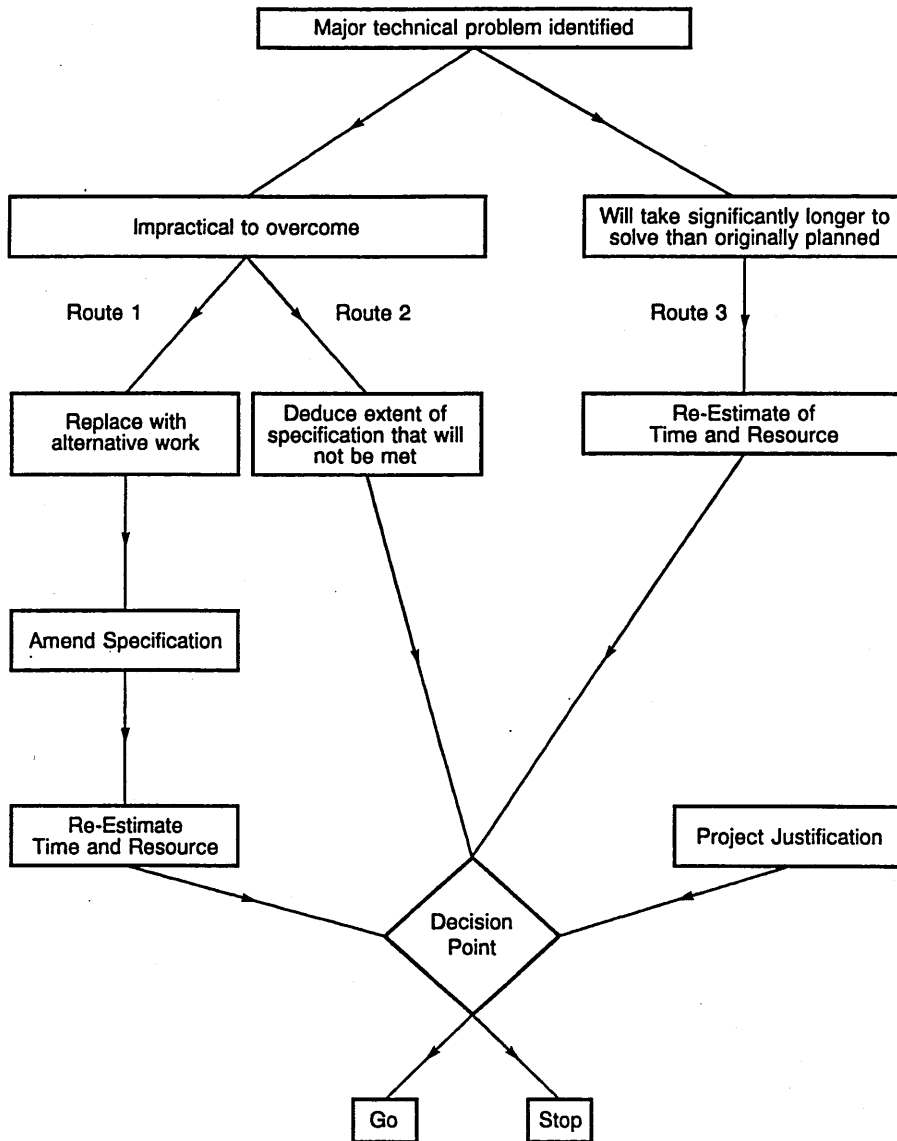 Major technical problem identified
Impractical to overcome
Will take significantly longer to
solve than originally planned
Route 1
Route 2
Route 3
Replace with
alternative work
Deduce extent of
specification that will
not be met
Re-Estimate of
Time and Resource
Amend Specification
Re-Estimate
Time and Resource
Project Justification
Decision
Point
Go
Stop